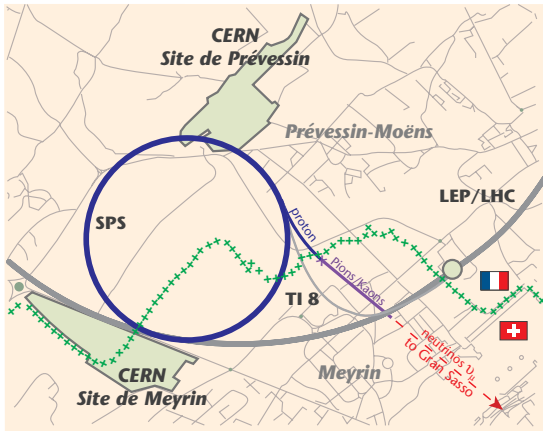 CERN
Site de Prévessin
Prévessin-Moëns
LEP/LHC
SPS
proton
Pions/Kaons
TI 8
neutrinos νμ
to Gran Sasso
Meyrin
CERN
Site de Meyrin